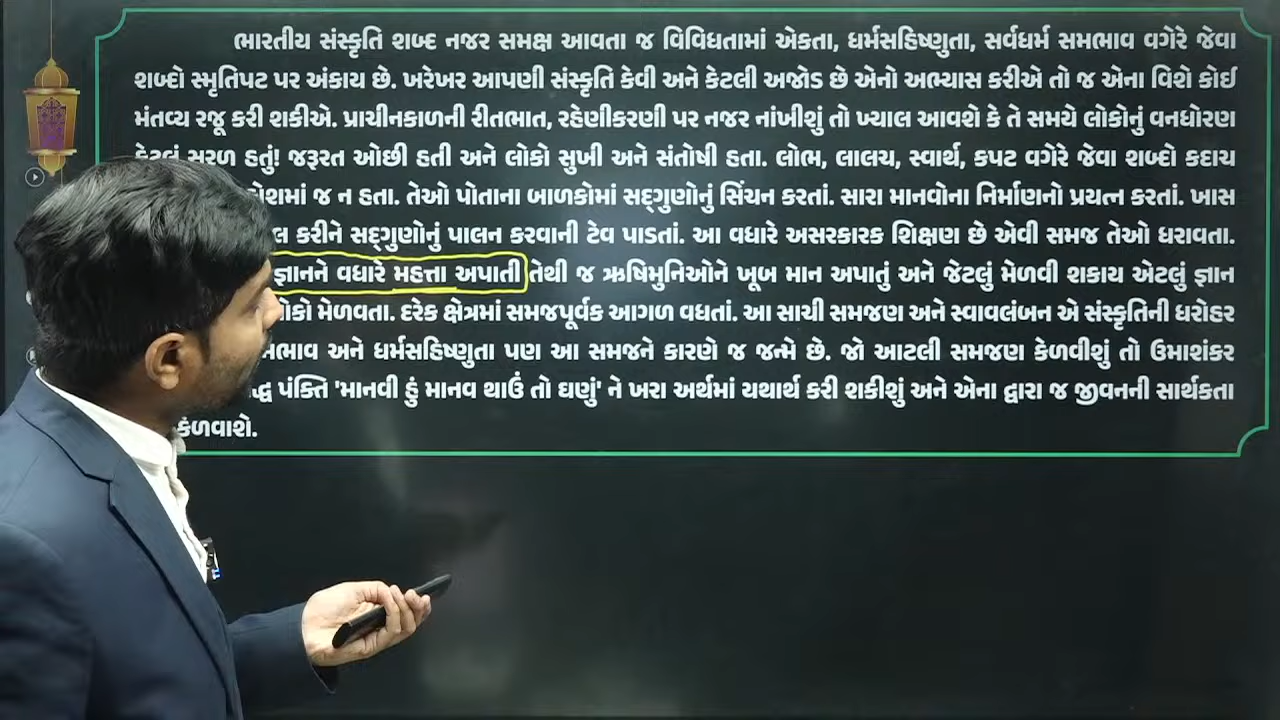 ભારતીય સંસ્કૃતિ શબ્દ નજર સમક્ષ આવતા જ વિવિધતામાં એકતા, ધર્મસહિષ્ણુતા, સર્વધર્મ સમભાવ વગેરે જેવા
શબ્દો સ્મૃતિપટ પર અંકાય છે. ખરેખર આપણી સંસ્કૃતિ કેવી અને કેટલી અજોડ છે એનો અભ્યાસ કરીએ તો જ એના વિશે કોઈ
મંતવ્ય રજૂ કરી શકીએ. પ્રાચીનકાળની રીતભાત, રહેણીકરણી પર નજર નાંખીશું તો ખ્યાલ આવશે કે તે સમયે લોકોનું વનધોરણ
કેટલું સરળ હતું! જરૂરત ઓછી હતી અને લોકો સુખી અને સંતોષી હતા. લોભ, લાલચ, સ્વાર્થ, કપટ વગેરે જેવા શબ્દો કદાચ
જ ન હતા. તેઓ પોતાના બાળકોમાં સદ્‌ગુણોનું સિંચન કરતાં. સારા માનવોના નિર્માણનો પ્રયત્ન કરતાં. ખાસ
કરીને સદ્‌ગુણોનું પાલન કરવાની ટેવ પાડતાં. આ વધારે અસરકારક શિક્ષણ છે એવી સમજ તેઓ ધરાવતા.
જ્ઞાનને વધારે મહત્તા અપાતી તેથી જ ઋષિમુનિઓને ખૂબ માન અપાતું અને જેટલું મેળવી શકાય એટલું જ્ઞાન
મેળવતા. દરેક ક્ષેત્રમાં સમજપૂર્વક આગળ વધતાં. આ સાચી સમજણ અને સ્વાવલંબન એ સંસ્કૃતિની ધરોહર
અને ધર્મસહિષ્ણુતા પણ આ સમજને કારણે જ જન્મે છે. જો આટલી સમજણ કેળવીશું તો ઉમાશંકર
પંક્તિ 'માનવી હું માનવ થાઉં તો ઘણું' ને ખરા અર્થમાં યથાર્થ કરી શકીશું અને એના દ્વારા જ જીવનની સાર્થકતા
કેળવાશે.